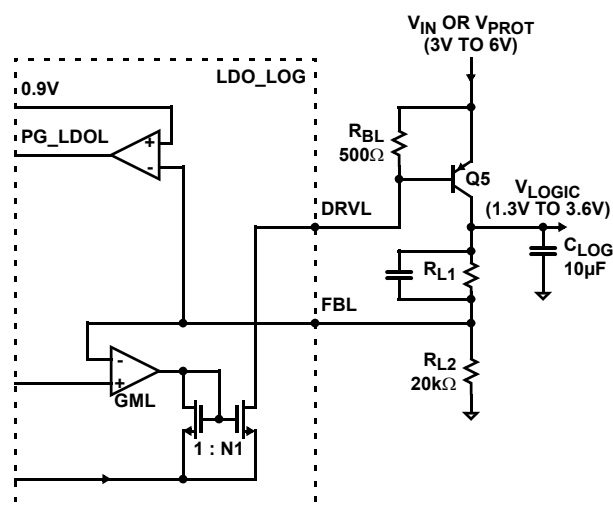 V_IN OR V_PROT
(3V TO 6V)
LDO_LOG
0.9V
PG_LDOL
+
-
R_BL
500Ω
Q5
DRVL
V_LOGIC
(1.3V TO 3.6V)
C_LOG
10µF
R_L1
FBL
-
+
GML
1 : N1
R_L2
20kΩ